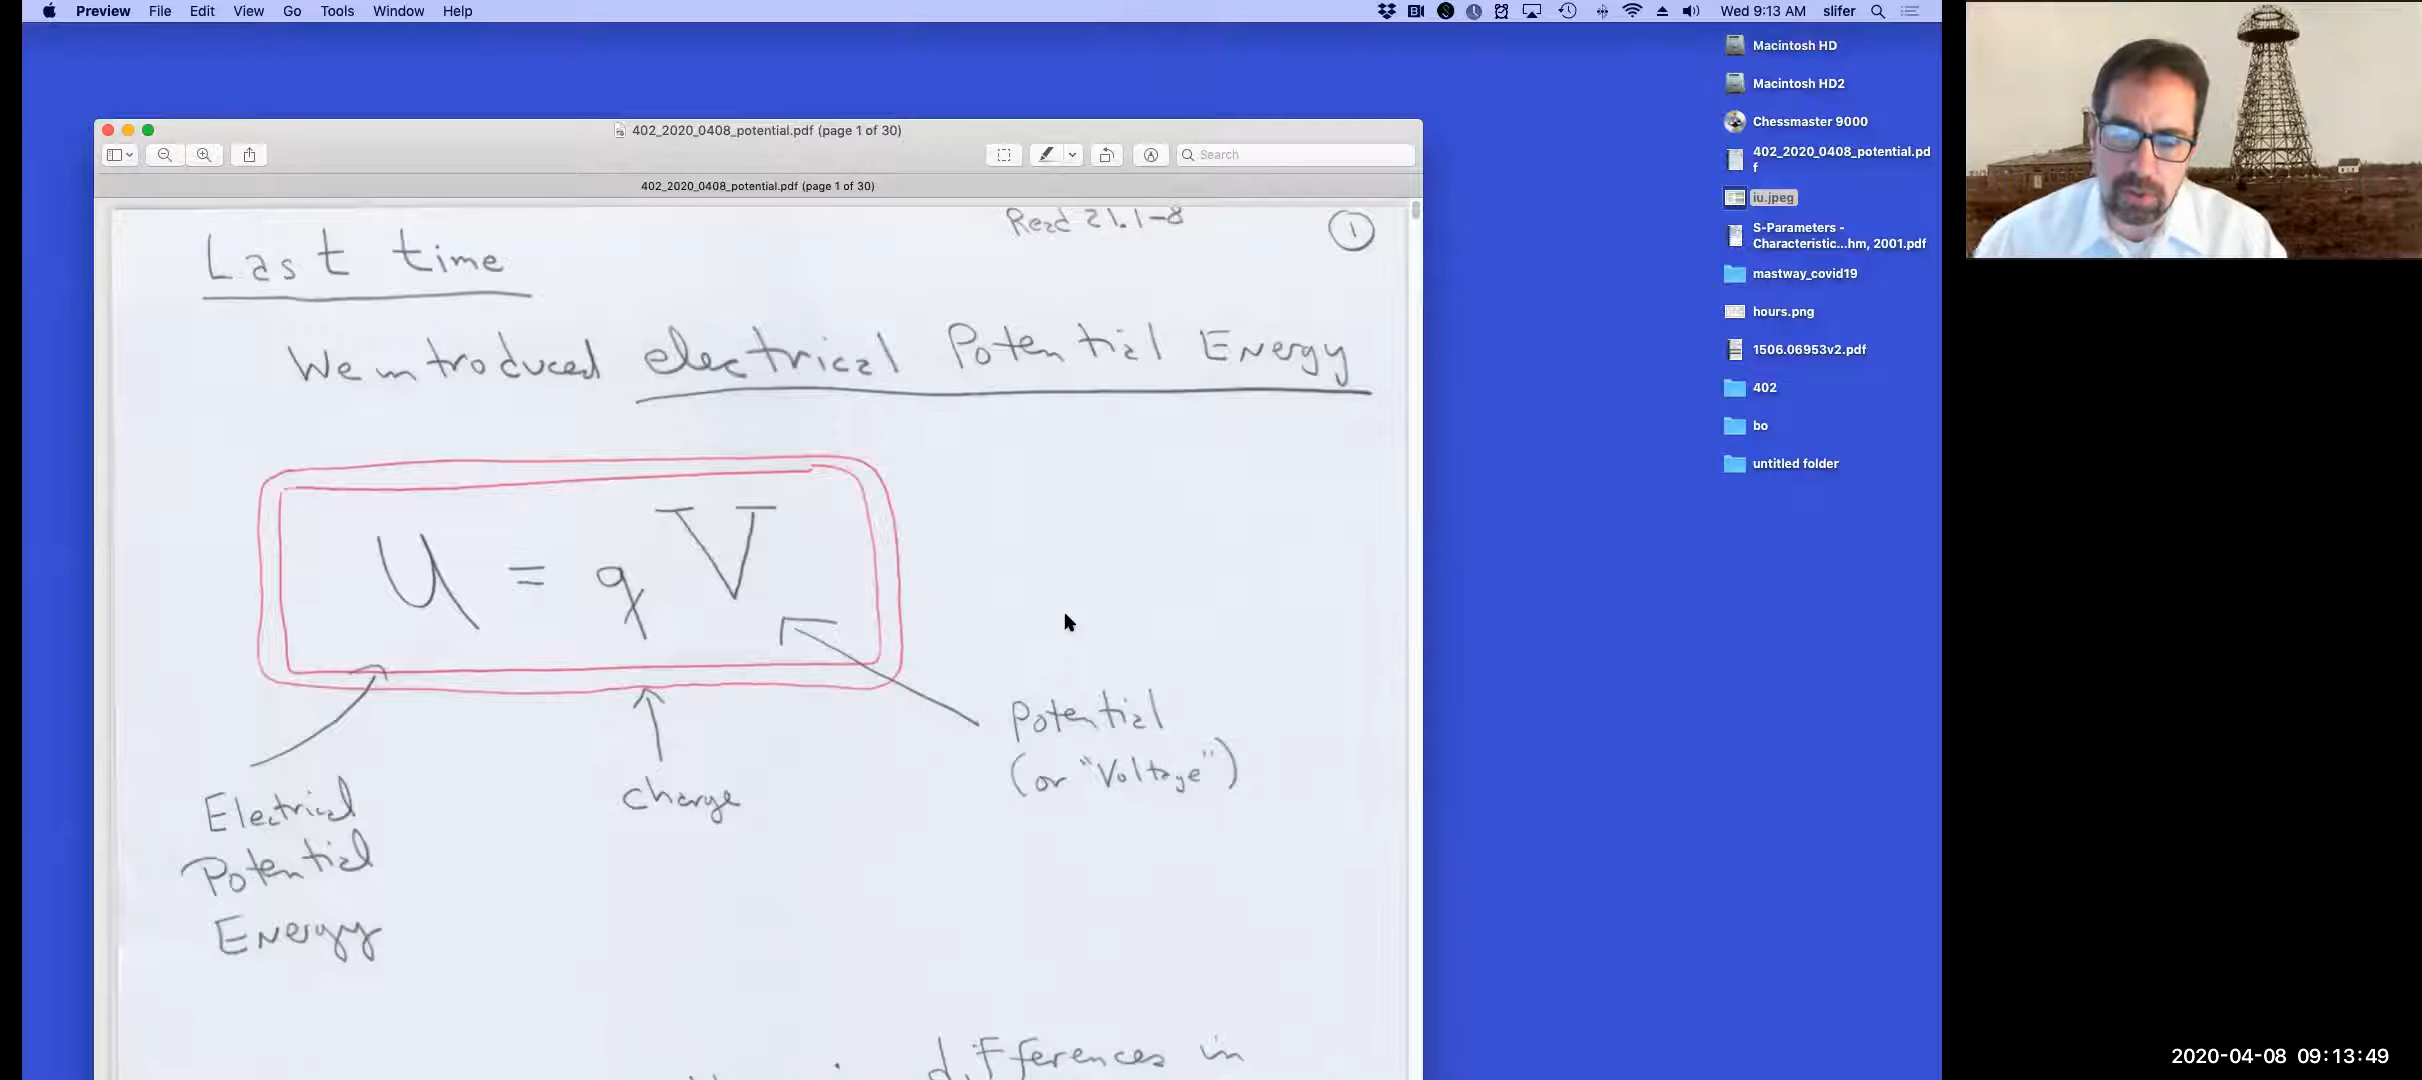 Preview File Edit View Go Tools Window Help
Wed 9:13 AM slifer
402_2020_0408_potential.pdf (page 1 of 30)
Search
402_2020_0408_potential.pdf (page 1 of 30)
Read 21.1-8
1
Last time
We introduced electrical Potential Energy
U = qV
Potential
(or "Voltage")
charge
Electrical
Potential
Energy
differences in
Macintosh HD
Macintosh HD2
Chessmaster 9000
402_2020_0408_potential.pd
f
iu.jpeg
S-Parameters -
Characteristic...hm, 2001.pdf
mastway_covid19
hours.png
1506.06953v2.pdf
402
bo
untitled folder
2020-04-08 09:13:49